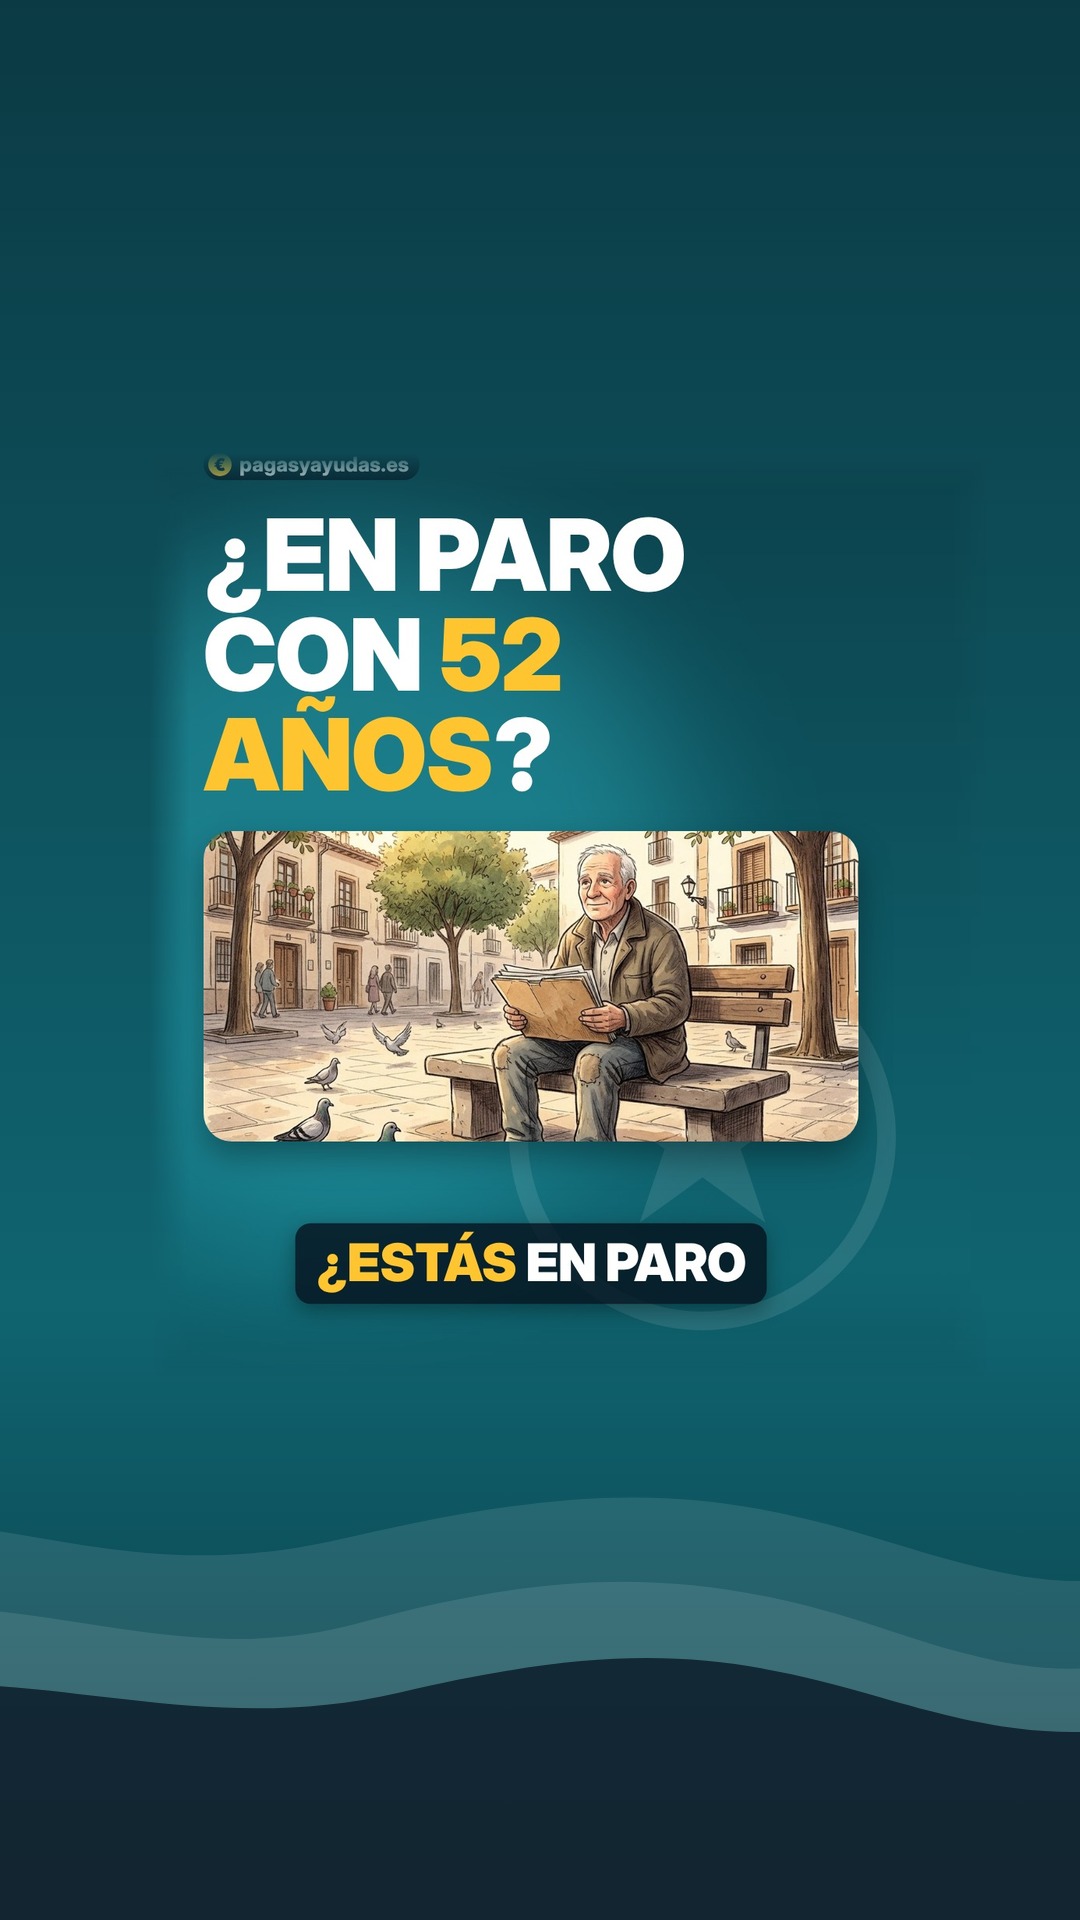 € pagasyayudas.es
¿EN PARO
CON 52
AÑOS?
¿ESTÁS EN PARO